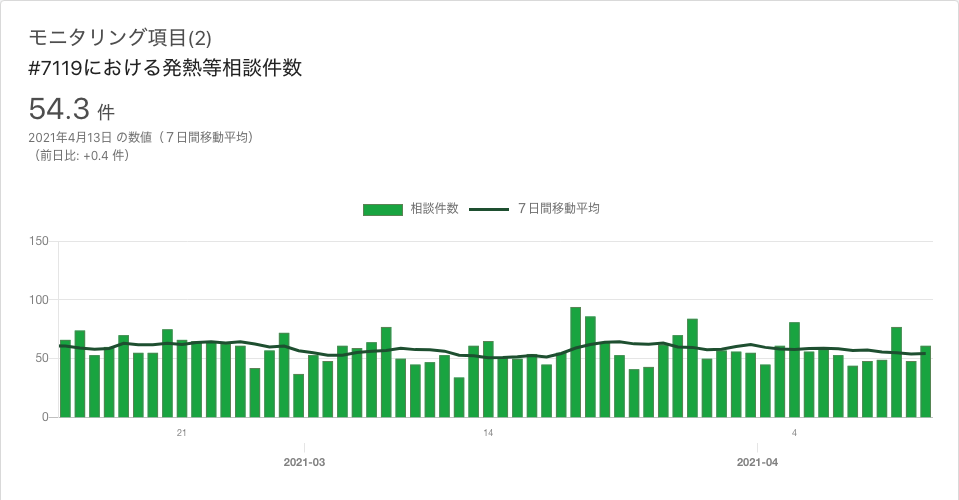 モニタリング項目(2)
#7119における発熱等相談件数
54.3 件
2021年4月13日 の数値（７日間移動平均）
（前日比: +0.4 件）
相談件数 ７日間移動平均
150
100
50
0
21 14 4
2021-03 2021-04